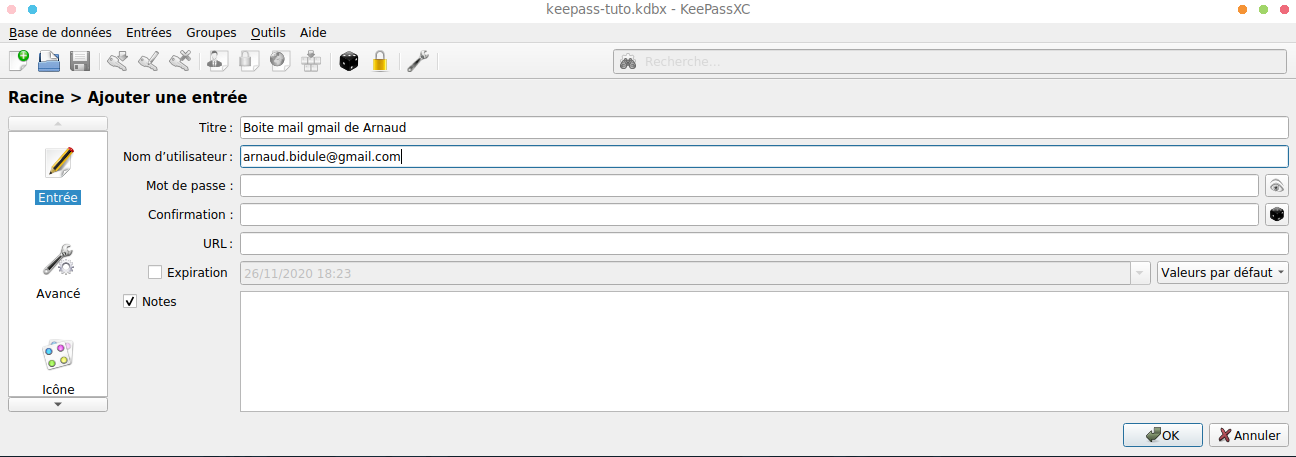 keepass-tuto.kdbx - KeePassXC
Base de données Entrées Groupes Outils Aide
Recherche...
Racine > Ajouter une entrée
Titre : Boite mail gmail de Arnaud
Nom d’utilisateur : arnaud.bidule@gmail.com
Mot de passe :
Entrée
Confirmation :
URL :
Expiration 26/11/2020 18:23 Valeurs par défaut
Avancé
Notes
Icône
OK Annuler